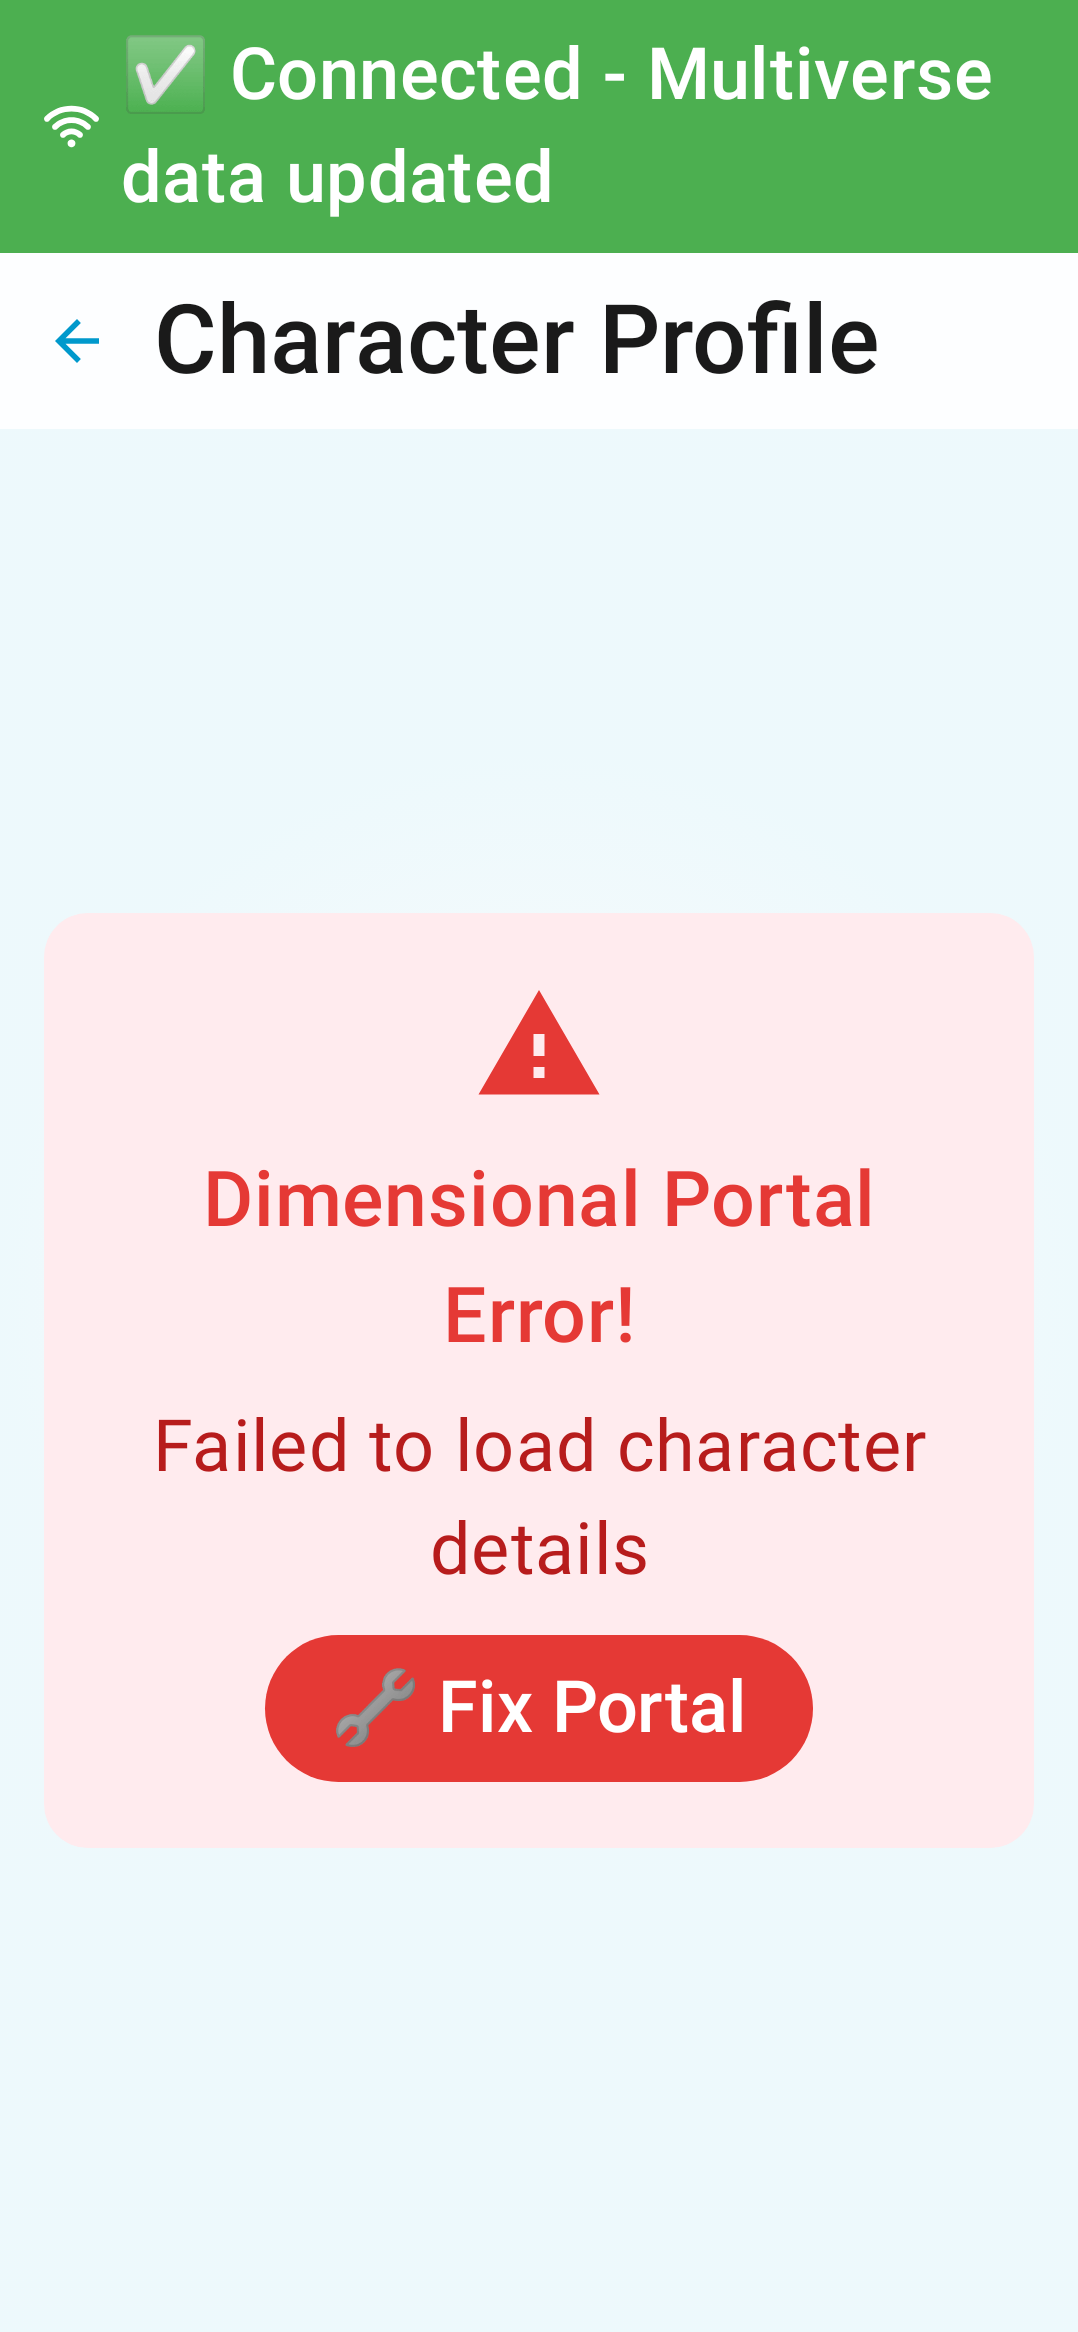 ✅ Connected - Multiverse
data updated
Character Profile
Dimensional Portal
Error!
Failed to load character
details
🔧 Fix Portal